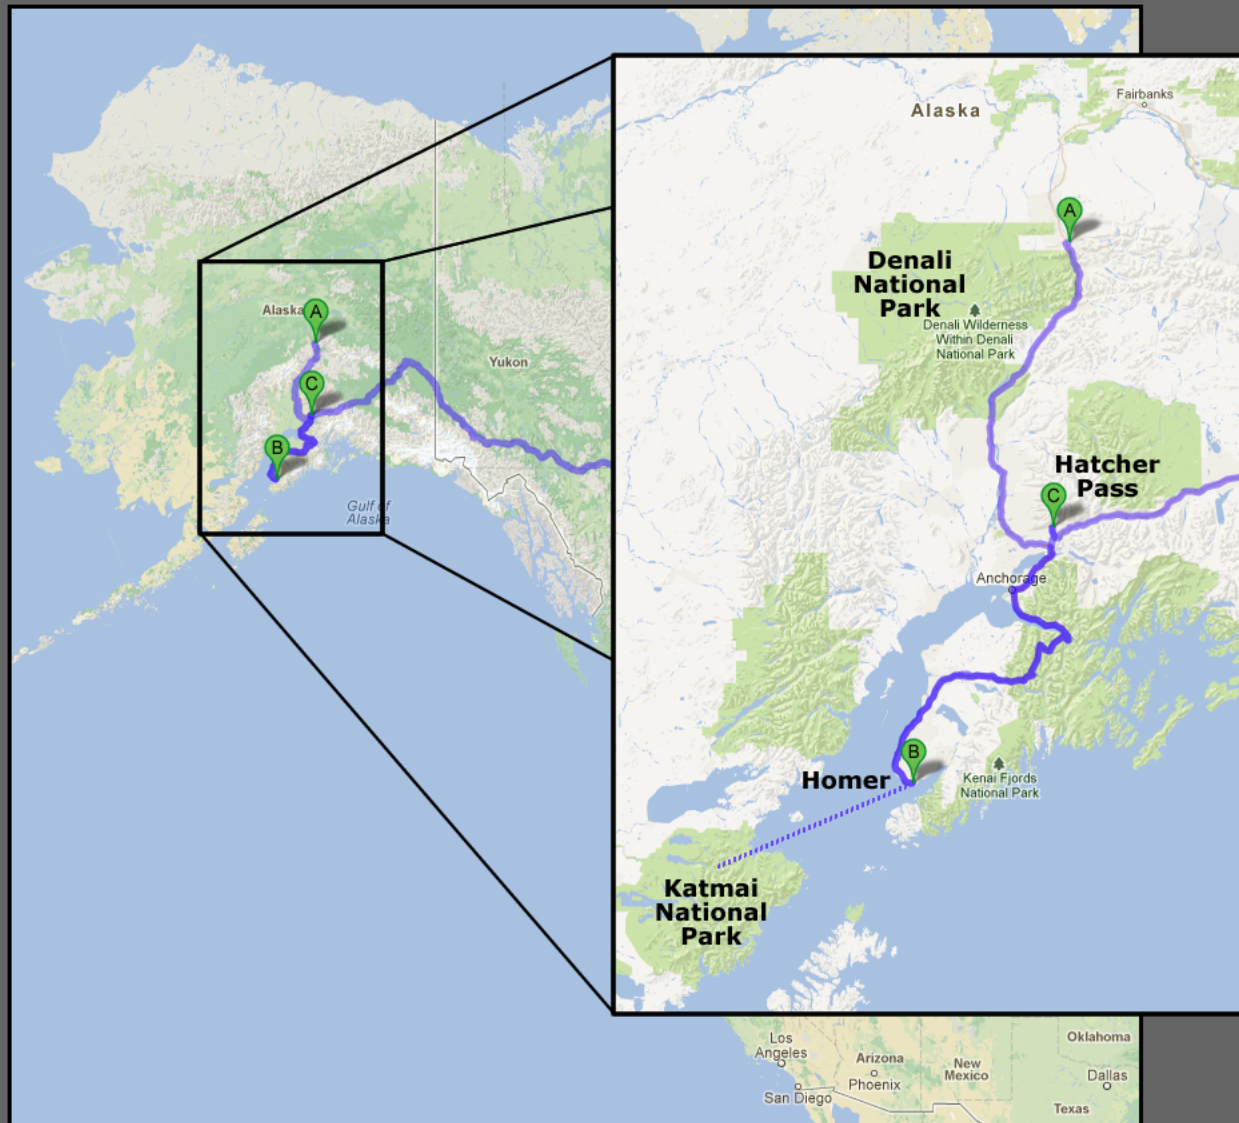 Alaska
A
C
B
Yukon
Gulf of
Alaska
Alaska
Fairbanks
A
Denali
National
Park
Denali Wilderness
Within Denali
National Park
Hatcher
Pass
C
Anchorage
B
Homer
Kenai Fjords
National Park
Katmai
National
Park
Los
Angeles
San Diego
Arizona
Phoenix
New
Mexico
Oklahoma
Dallas
Texas